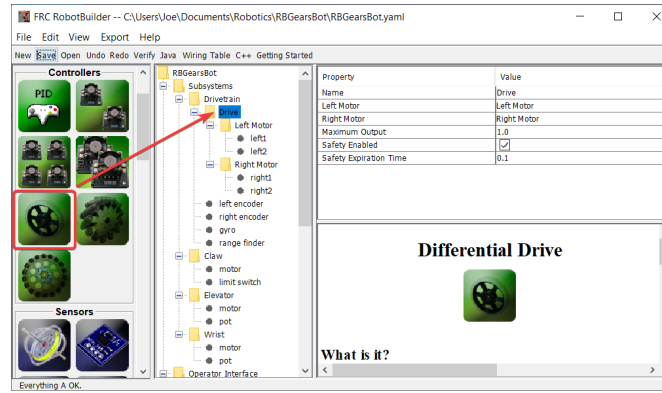 FRC RobotBuilder -- C:\Users\Joe\Documents\Robotics\RBGearsBot\RBGearsBot.yaml
File Edit View Export Help
New Save Open Undo Redo Verify Java Wiring Table C++ Getting Started
Controllers
PID
Sensors
RBGearsBot
Subsystems
Drivetrain
Drive
Left Motor
left1
left2
Right Motor
right1
right2
left encoder
right encoder
gyro
range finder
Claw
motor
limit switch
Elevator
motor
pot
Wrist
motor
pot
Operator Interface
Property Value
Name Drive
Left Motor Left Motor
Right Motor Right Motor
Maximum Output 1.0
Safety Enabled
Safety Expiration Time 0.1
Differential Drive
What is it?
Everything A OK.